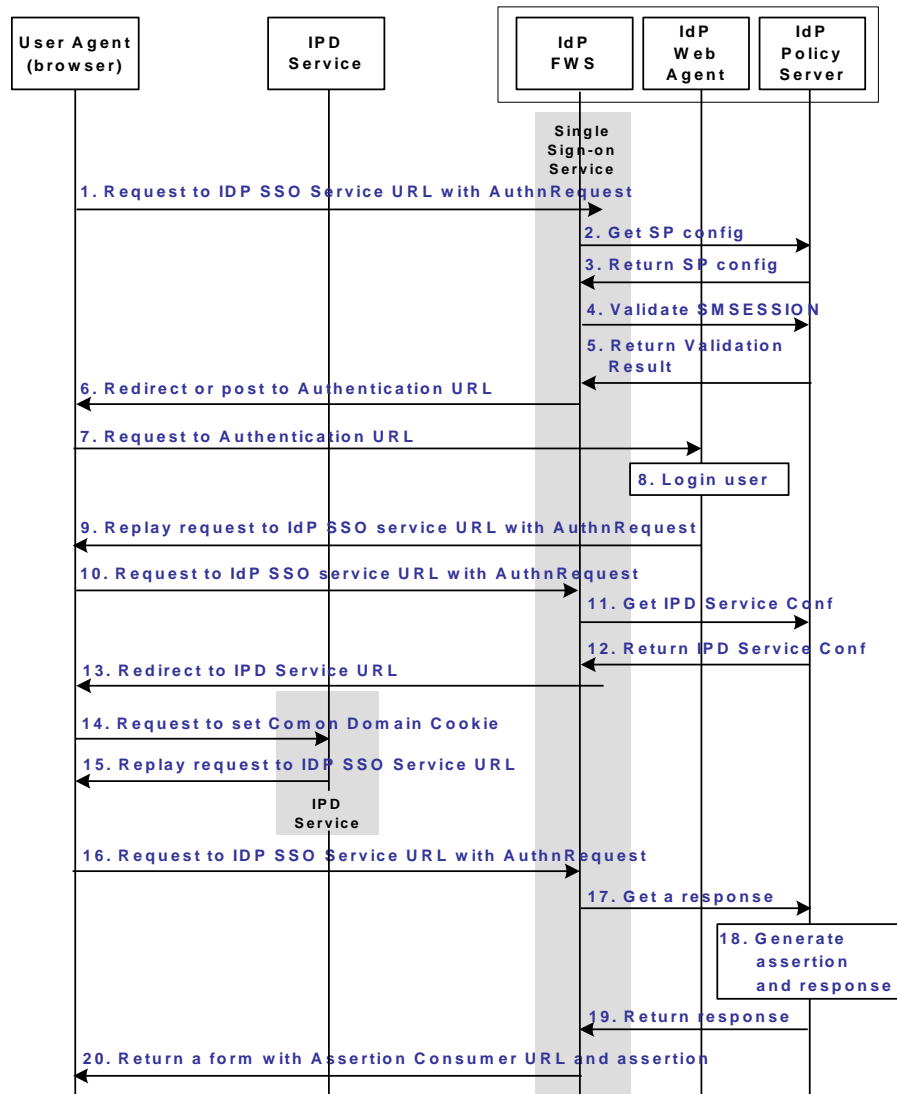 User Agent
(browser)
IPD
Service
IdP
FWS
IdP
Web
Agent
IdP
Policy
Server
Single
Sign-on
Service
1. Request to IDP SSO Service URL with AuthnRequest
2. Get SP config
3. Return SP config
4. Validate SMSESSION
5. Return Validation
Result
6. Redirect or post to Authentication URL
7. Request to Authentication URL
8. Login user
9. Replay request to IdP SSO service URL with AuthnRequest
10. Request to IdP SSO service URL with AuthnRequest
11. Get IPD Service Conf
12. Return IPD Service Conf
13. Redirect to IPD Service URL
14. Request to set Comon Domain Cookie
15. Replay request to IDP SSO Service URL
IPD
Service
16. Request to IDP SSO Service URL with AuthnRequest
17. Get a response
18. Generate
assertion
and response
19. Return response
20. Return a form with Assertion Consumer URL and assertion